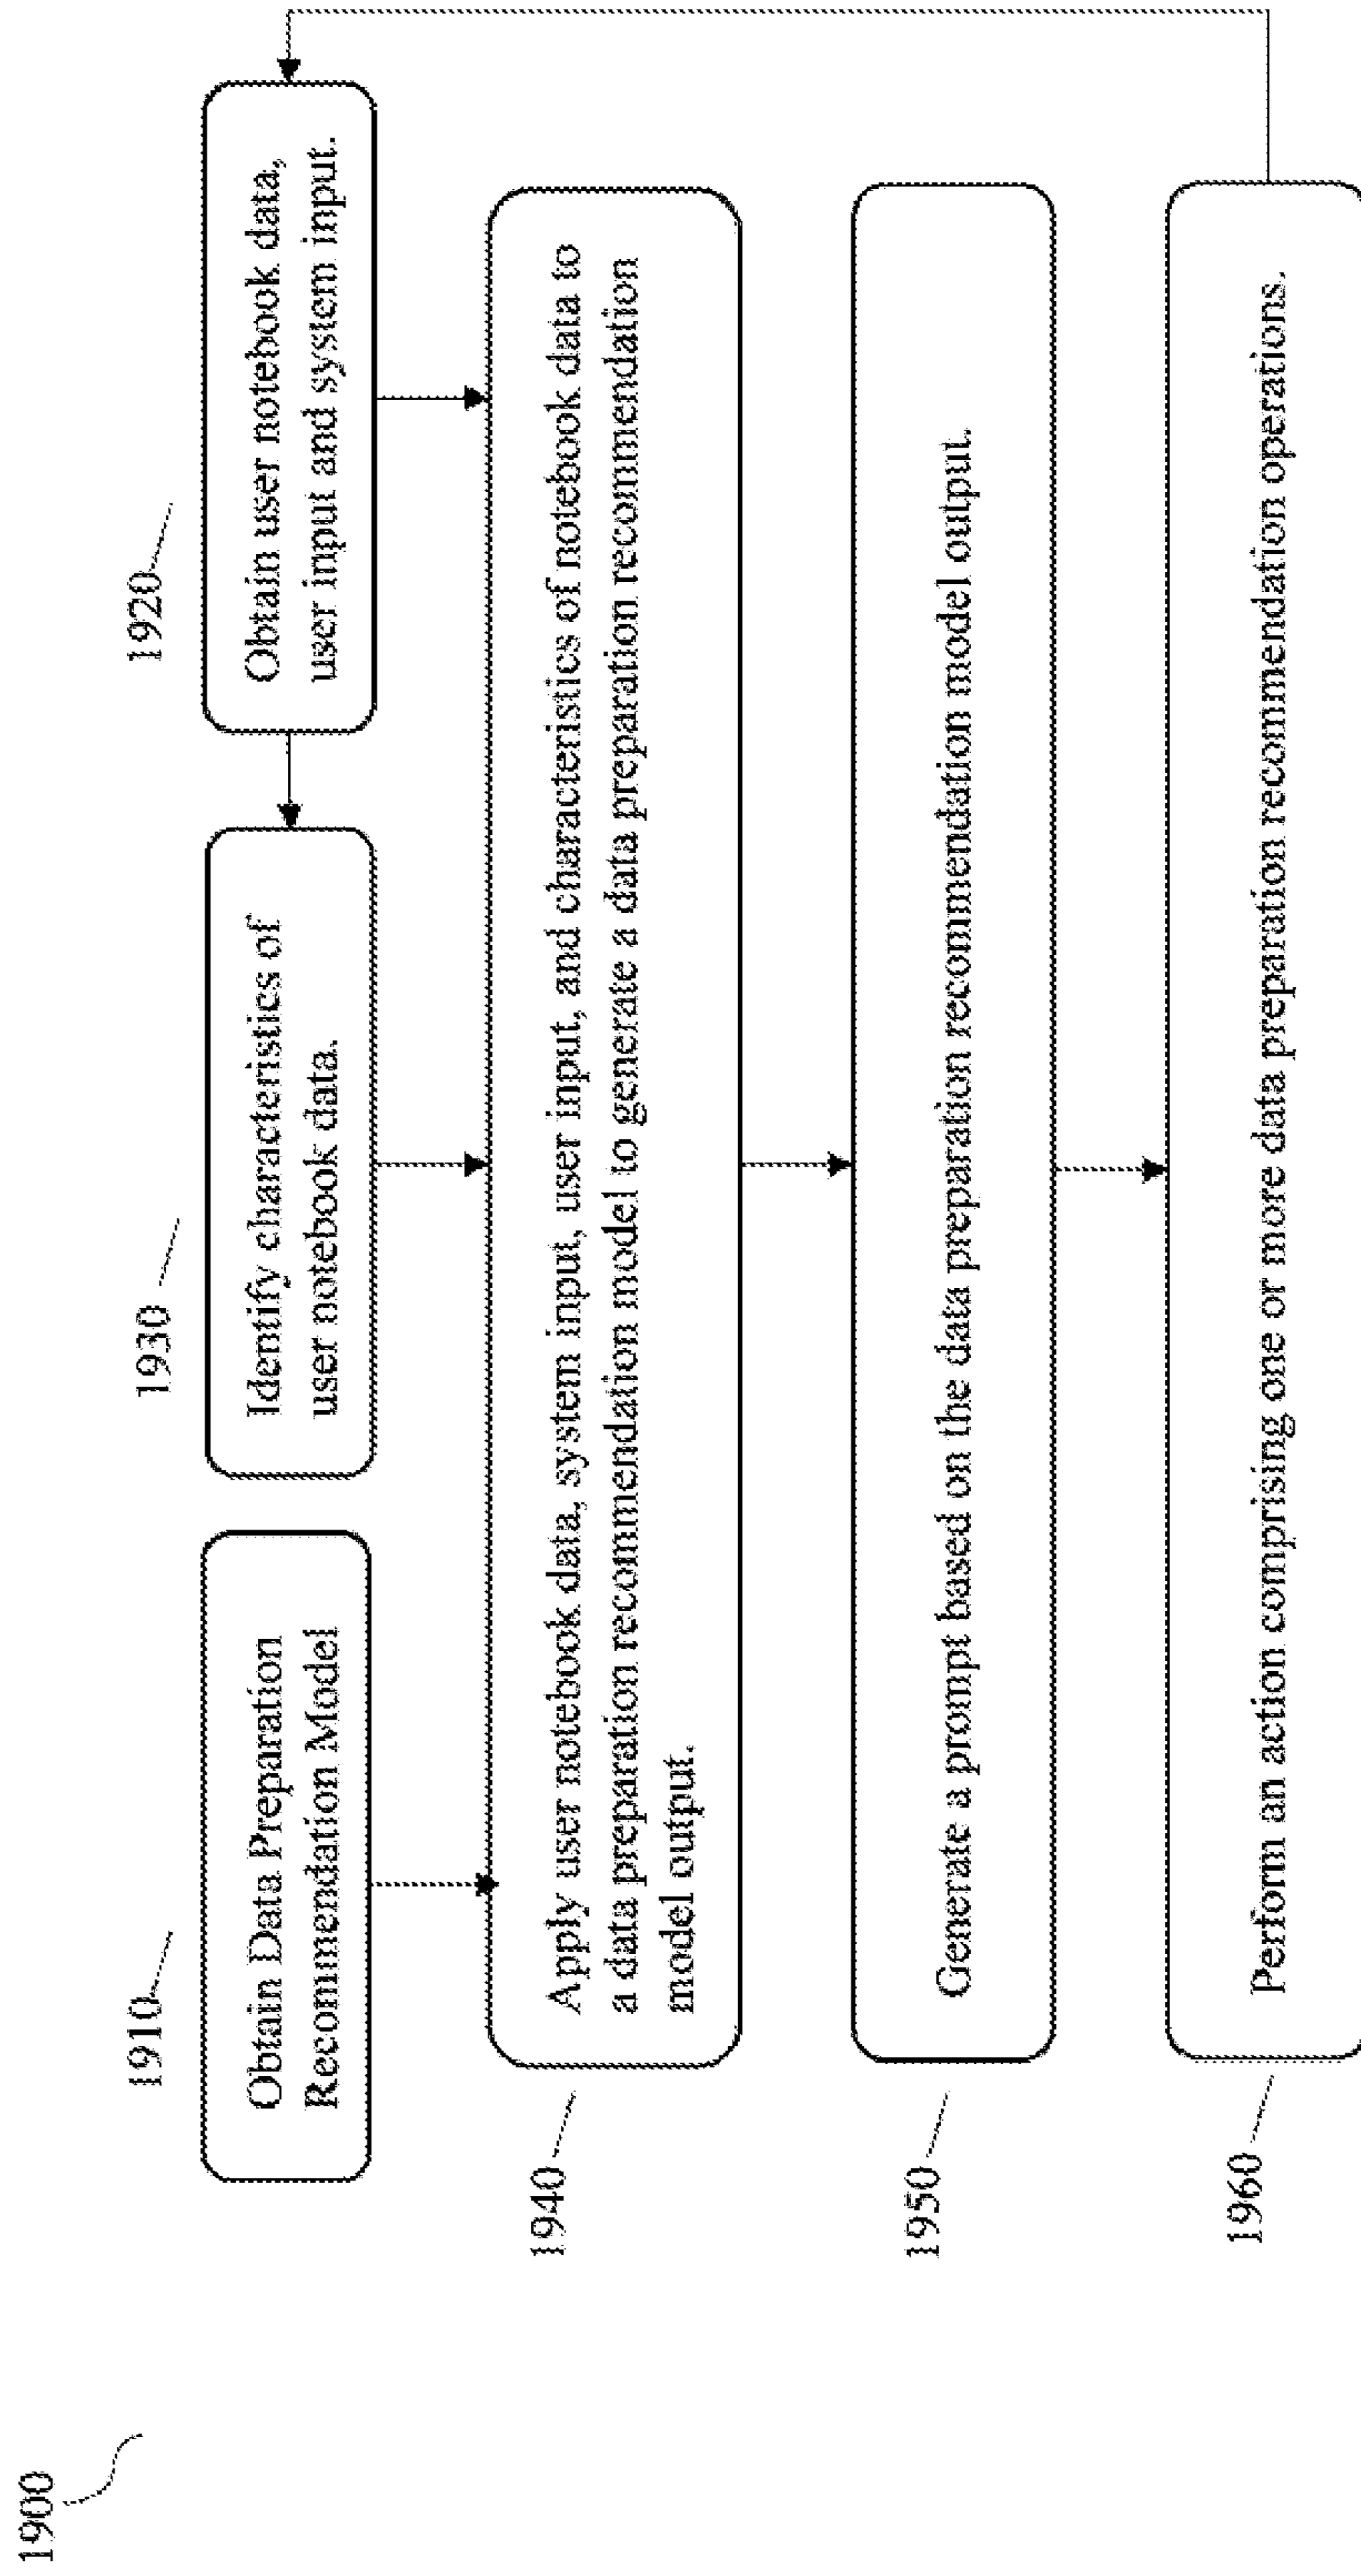 1900
1910
Obtain Data Preparation
Recommendation Model
1930
Identify characteristics of
user notebook data.
1920
Obtain user notebook data,
user input and system input.
1940
Apply user notebook data, system input, user input, and characteristics of notebook data to
a data preparation recommendation model to generate a data preparation recommendation
model output.
1950
Generate a prompt based on the data preparation recommendation model output.
1960
Perform an action comprising one or more data preparation recommendation operations.